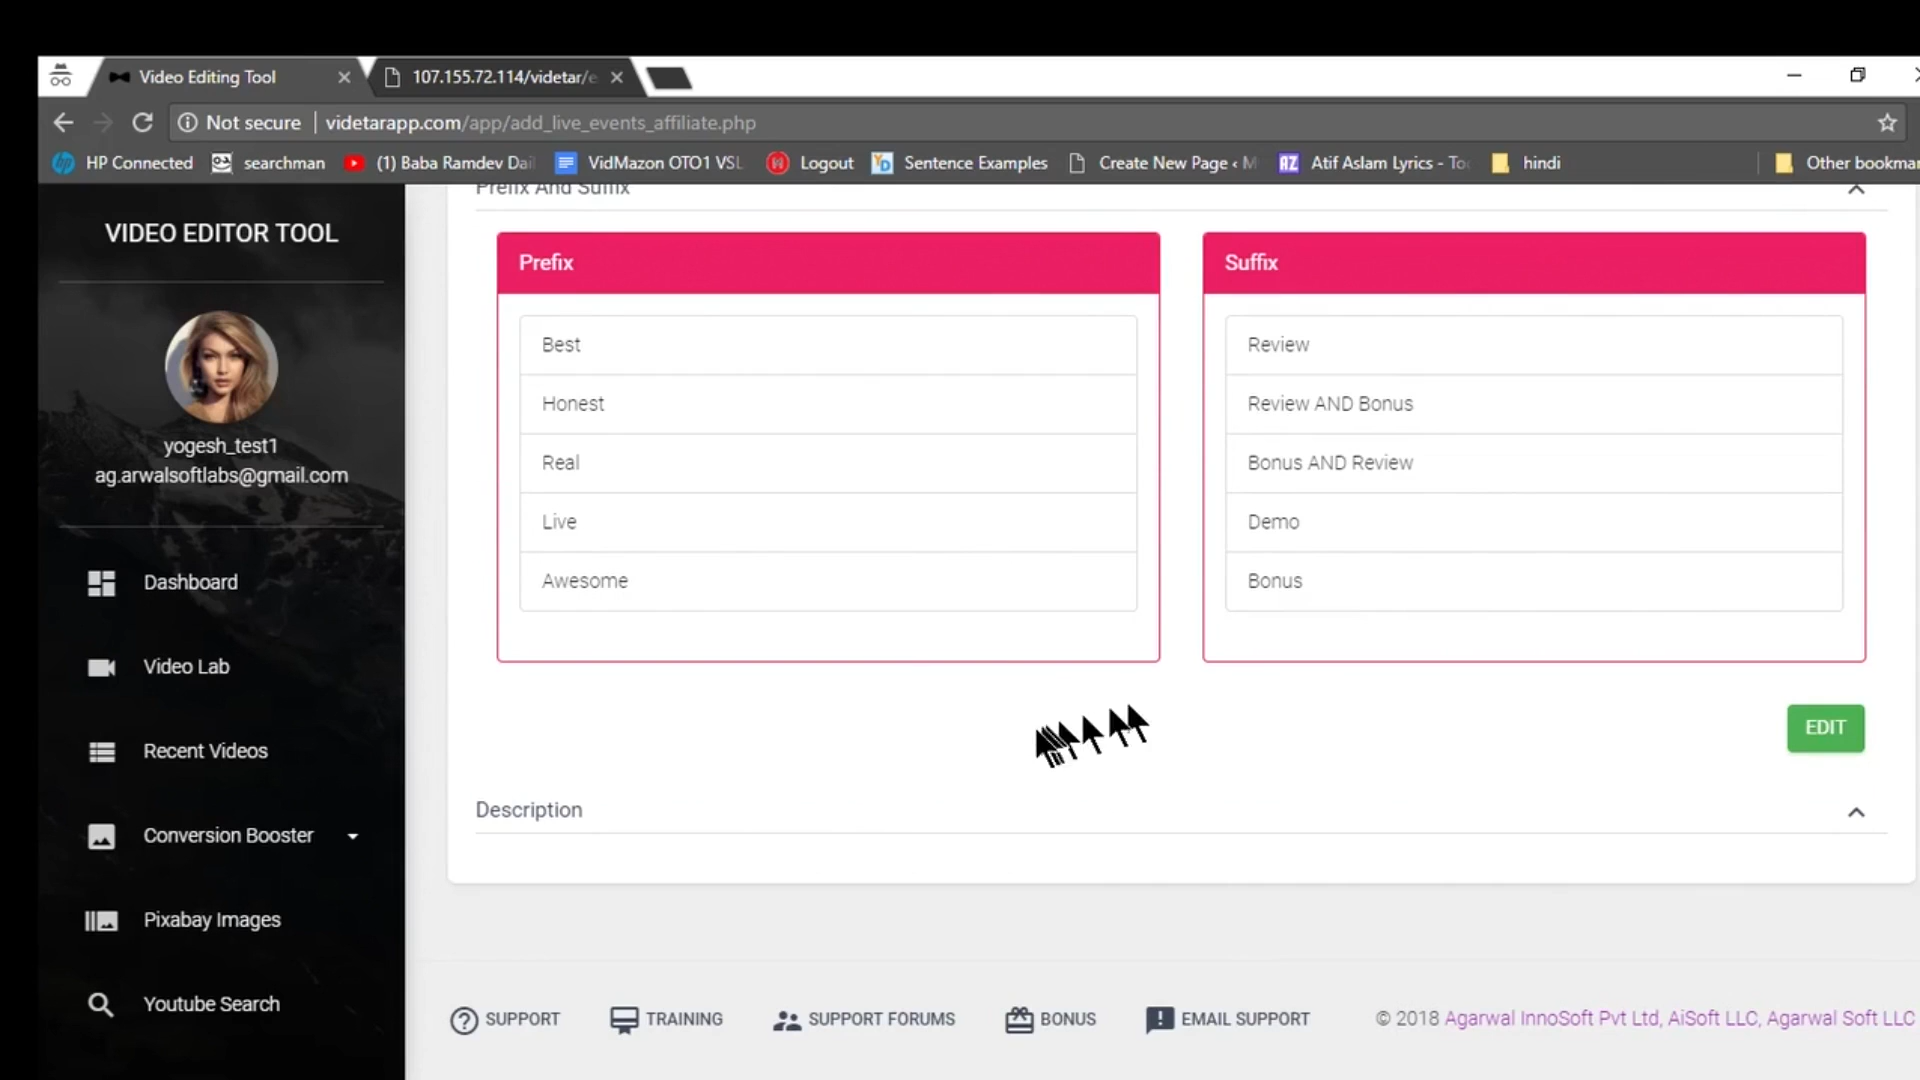 Video Editing Tool
107.155.72.114/videtar/e
Not secure
videtarapp.com/app/add_live_events_affiliate.php
HP Connected
searchman
(1) Baba Ramdev Dai
VidMazon OTO1 VSL
Logout
Sentence Examples
Create New Page ‹ M
Atif Aslam Lyrics - To
hindi
Other bookmar
VIDEO EDITOR TOOL
yogesh_test1
ag.arwalsoftlabs@gmail.com
Dashboard
Video Lab
Recent Videos
Conversion Booster
Pixabay Images
Youtube Search
Prefix And Suffix
Prefix
Best
Honest
Real
Live
Awesome
Suffix
Review
Review AND Bonus
Bonus AND Review
Demo
Bonus
EDIT
Description
SUPPORT
TRAINING
SUPPORT FORUMS
BONUS
EMAIL SUPPORT
© 2018 Agarwal InnoSoft Pvt Ltd, AiSoft LLC, Agarwal Soft LLC